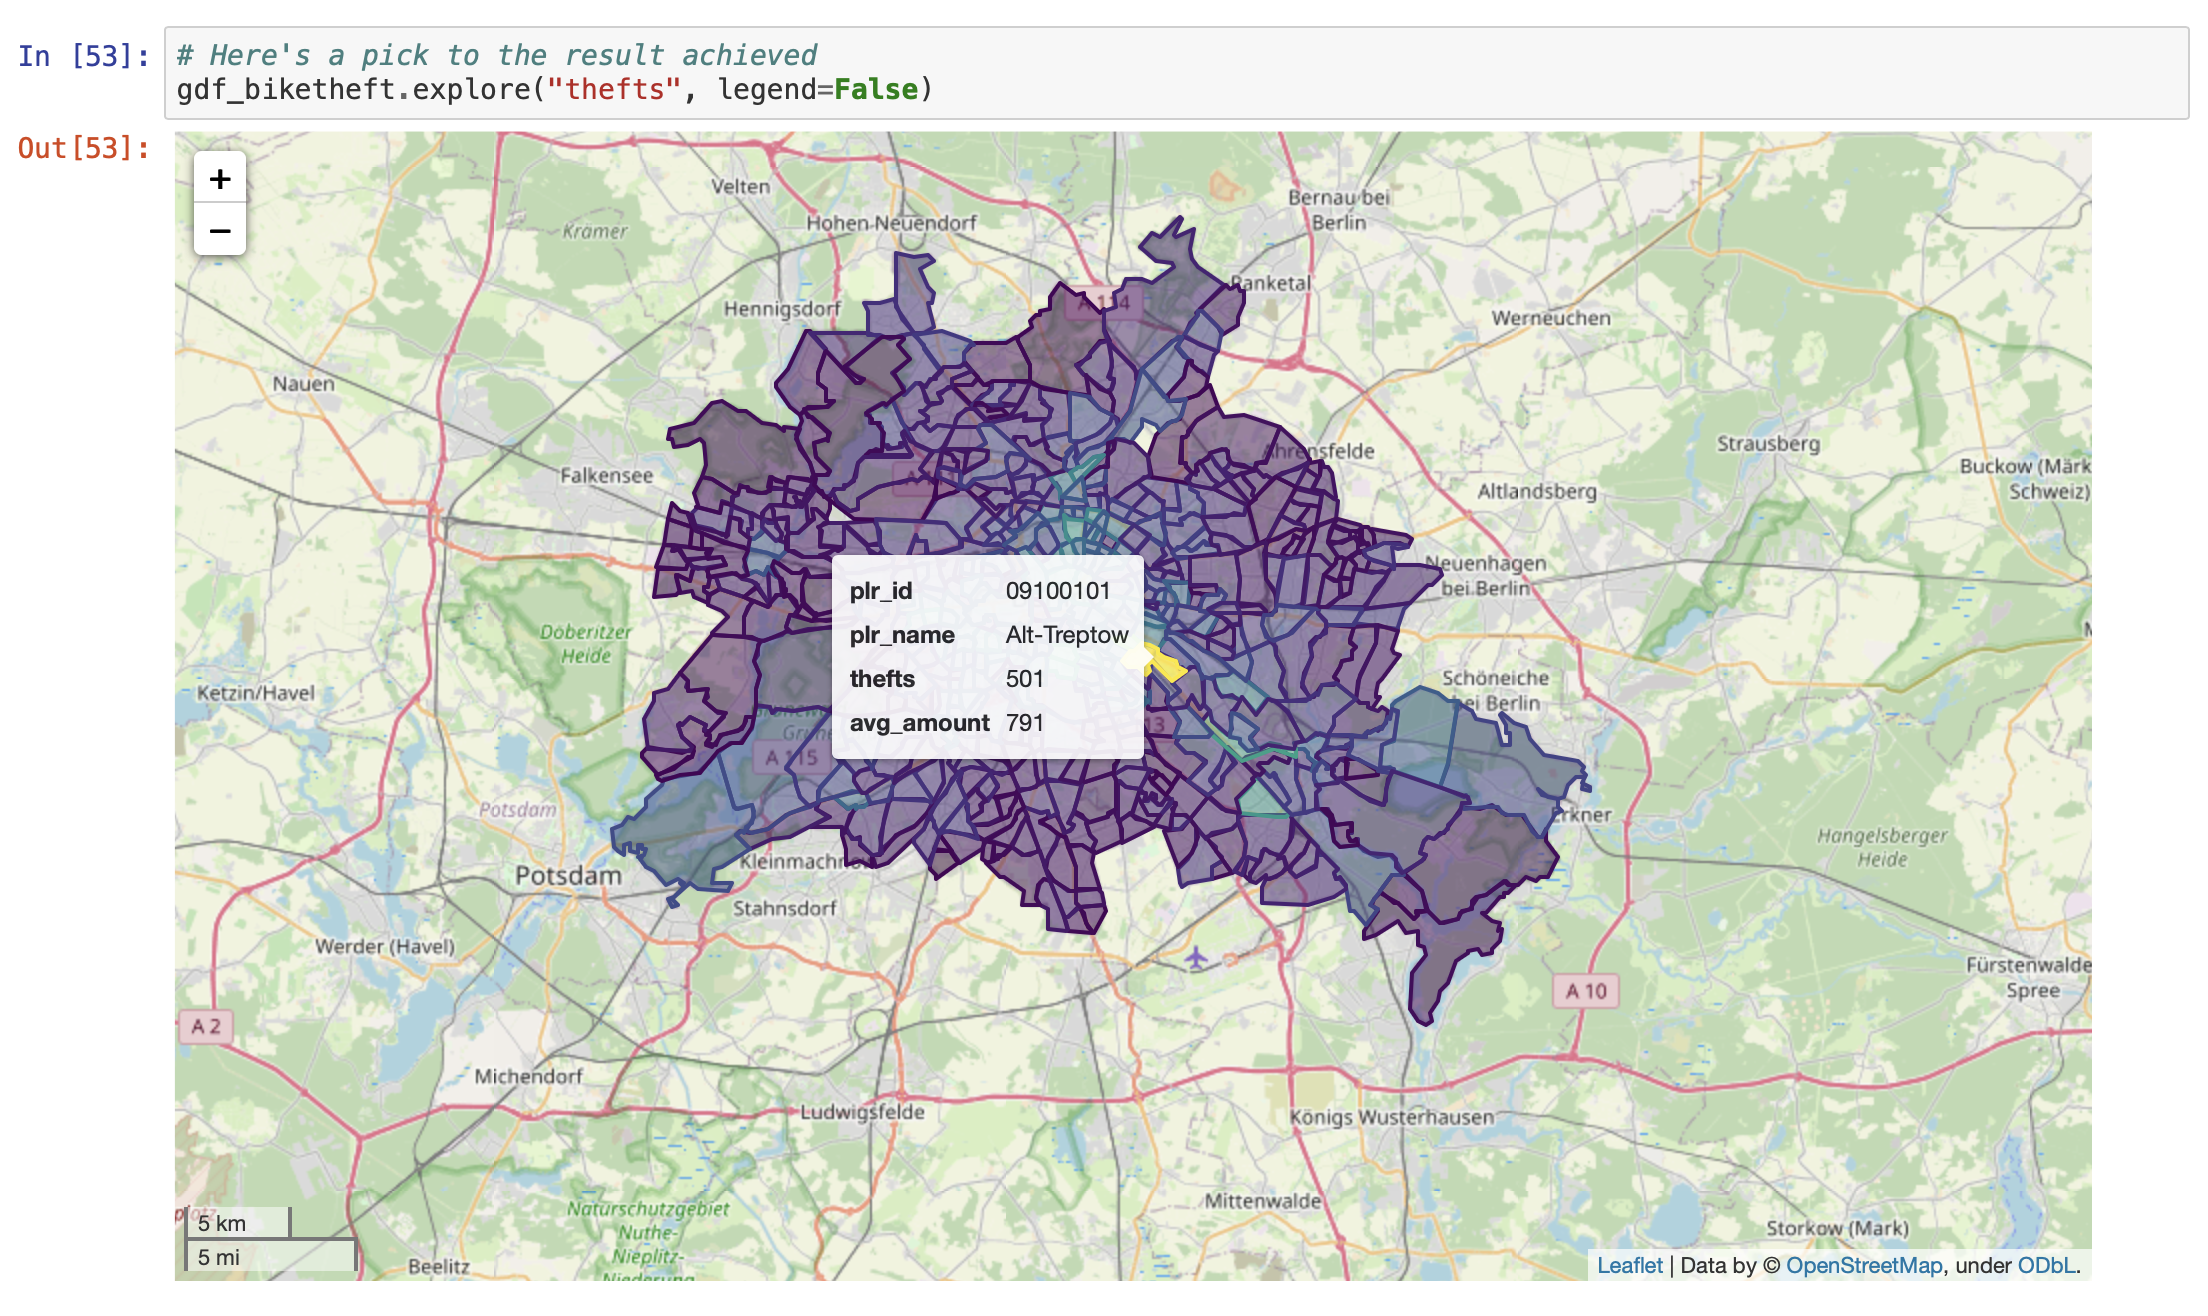 In [53]:
# Here's a pick to the result achieved
gdf_biketheft.explore("thefts", legend=False)
Out[53]:
+
−
Velten
Hohen Neuendorf
Bernau bei
Berlin
Krämer
Hennigsdorf
A 114
Panketal
Werneuchen
Nauen
Falkensee
Ahrensfelde
Strausberg
Altlandsberg
Buckow (Märk
Schweiz)
Neuenhagen
bei Berlin
Döberitzer
Heide
plr_id 09100101
plr_name Alt-Treptow
thefts 501
avg_amount 791
Ketzin/Havel
Schöneiche
bei Berlin
13
A 115
Potsdam
Erkner
Hangelsberger
Heide
Potsdam
Stahnsdorf
Werder (Havel)
A 10
Fürstenwalde
Spree
A 2
Michendorf
Ludwigsfelde
Königs Wusterhausen
Mittenwalde
Naturschutzgebiet
Nuthe-
Nieplitz-
Niederung
Storkow (Mark)
5 km
5 mi
Beelitz
Leaflet | Data by © OpenStreetMap, under ODbL.